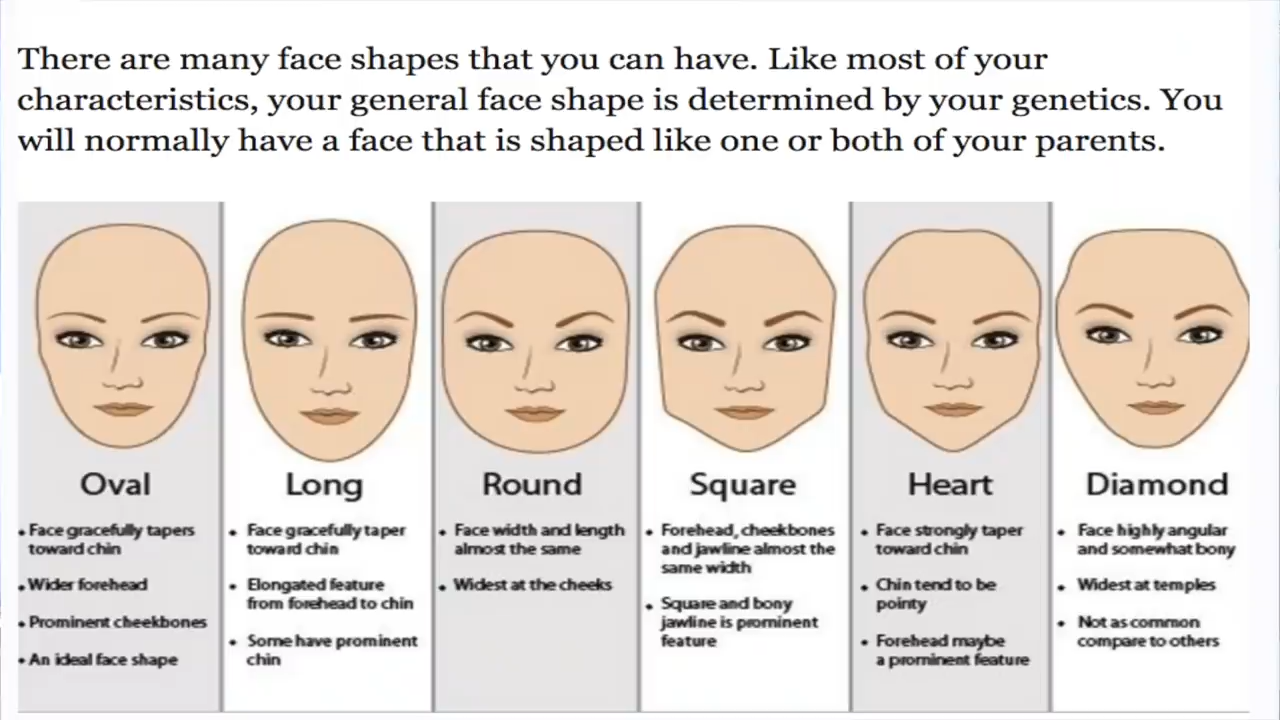 There are many face shapes that you can have. Like most of your
characteristics, your general face shape is determined by your genetics. You
will normally have a face that is shaped like one or both of your parents.
Oval
• Face gracefully tapers
toward chin
• Wider forehead
• Prominent cheekbones
• An ideal face shape
Long
• Face gracefully taper
toward chin
• Elongated feature
from forehead to chin
• Some have prominent
chin
Round
• Face width and length
almost the same
• Widest at the cheeks
Square
• Forehead, cheekbones
and jawline almost the
same width
• Square and bony
jawline is prominent
feature
Heart
• Face strongly taper
toward chin
• Chin tend to be
pointy
• Forehead maybe
a prominent feature
Diamond
• Face highly angular
and somewhat bony
• Widest at temples
• Not as common
compare to others